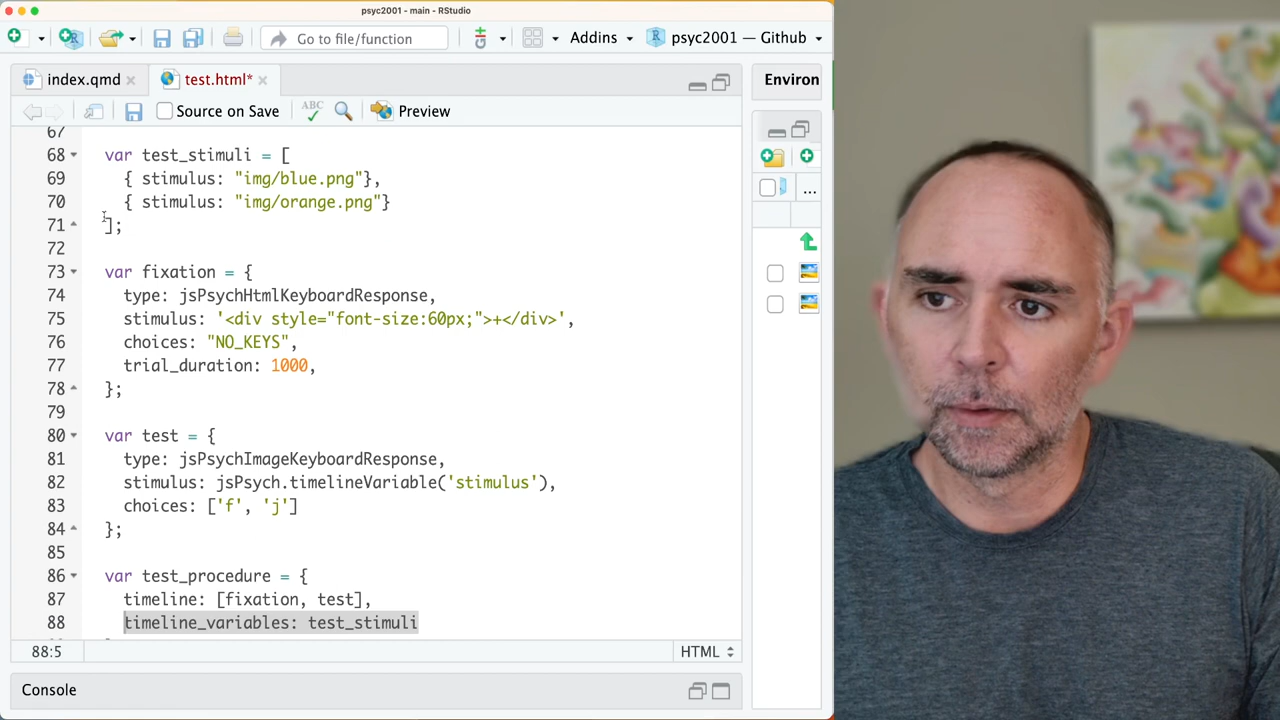 psyc2001 - main - RStudio
Go to file/function
Addins
psyc2001 — Github
index.qmd
test.html*
Environ
ABC
Source on Save
Preview
67
68 var test_stimuli = [
69 { stimulus: "img/blue.png"},
70 { stimulus: "img/orange.png"}
71 ];
72
73 var fixation = {
74 type: jsPsychHtmlKeyboardResponse,
75 stimulus: '<div style="font-size:60px;">+</div>',
76 choices: "NO_KEYS",
77 trial_duration: 1000,
78 };
79
80 var test = {
81 type: jsPsychImageKeyboardResponse,
82 stimulus: jsPsych.timelineVariable('stimulus'),
83 choices: ['f', 'j']
84 };
85
86 var test_procedure = {
87 timeline: [fixation, test],
88 timeline_variables: test_stimuli
88:5
HTML
Console
...